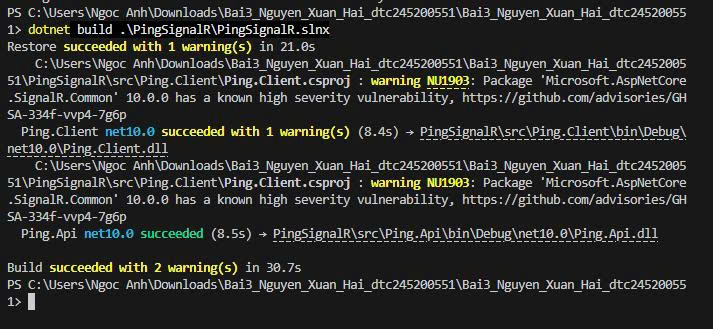 PS C:\Users\Ngoc Anh\Downloads\Bai3_Nguyen_Xuan_Hai_dtc245200551\Bai3_Nguyen_Xuan_Hai_dtc24520055
1> dotnet build .\PingSignalR\PingSignalR.slnx
Restore succeeded with 1 warning(s) in 21.0s
C:\Users\Ngoc Anh\Downloads\Bai3_Nguyen_Xuan_Hai_dtc245200551\Bai3_Nguyen_Xuan_Hai_dtc2452005
51\PingSignalR\src\Ping.Client\Ping.Client.csproj : warning NU1903: Package 'Microsoft.AspNetCore
.SignalR.Common' 10.0.0 has a known high severity vulnerability, https://github.com/advisories/GH
SA-334f-vvp4-7g6p
Ping.Client net10.0 succeeded with 1 warning(s) (8.4s) → PingSignalR\src\Ping.Client\bin\Debug\
net10.0\Ping.Client.dll
C:\Users\Ngoc Anh\Downloads\Bai3_Nguyen_Xuan_Hai_dtc245200551\Bai3_Nguyen_Xuan_Hai_dtc2452005
51\PingSignalR\src\Ping.Client\Ping.Client.csproj : warning NU1903: Package 'Microsoft.AspNetCore
.SignalR.Common' 10.0.0 has a known high severity vulnerability, https://github.com/advisories/GH
SA-334f-vvp4-7g6p
Ping.Api net10.0 succeeded (8.5s) → PingSignalR\src\Ping.Api\bin\Debug\net10.0\Ping.Api.dll
Build succeeded with 2 warning(s) in 30.7s
PS C:\Users\Ngoc Anh\Downloads\Bai3_Nguyen_Xuan_Hai_dtc245200551\Bai3_Nguyen_Xuan_Hai_dtc24520055
1>